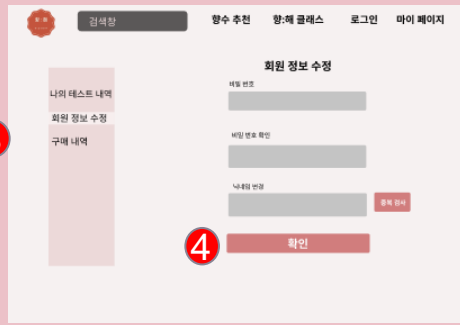 향:해
검색창
향수 추천 향:해 클래스 로그인 마이 페이지
나의 테스트 내역
회원 정보 수정
구매 내역
회원 정보 수정
비밀 번호
비밀 번호 확인
닉네임 변경
중복 검사
4
확인